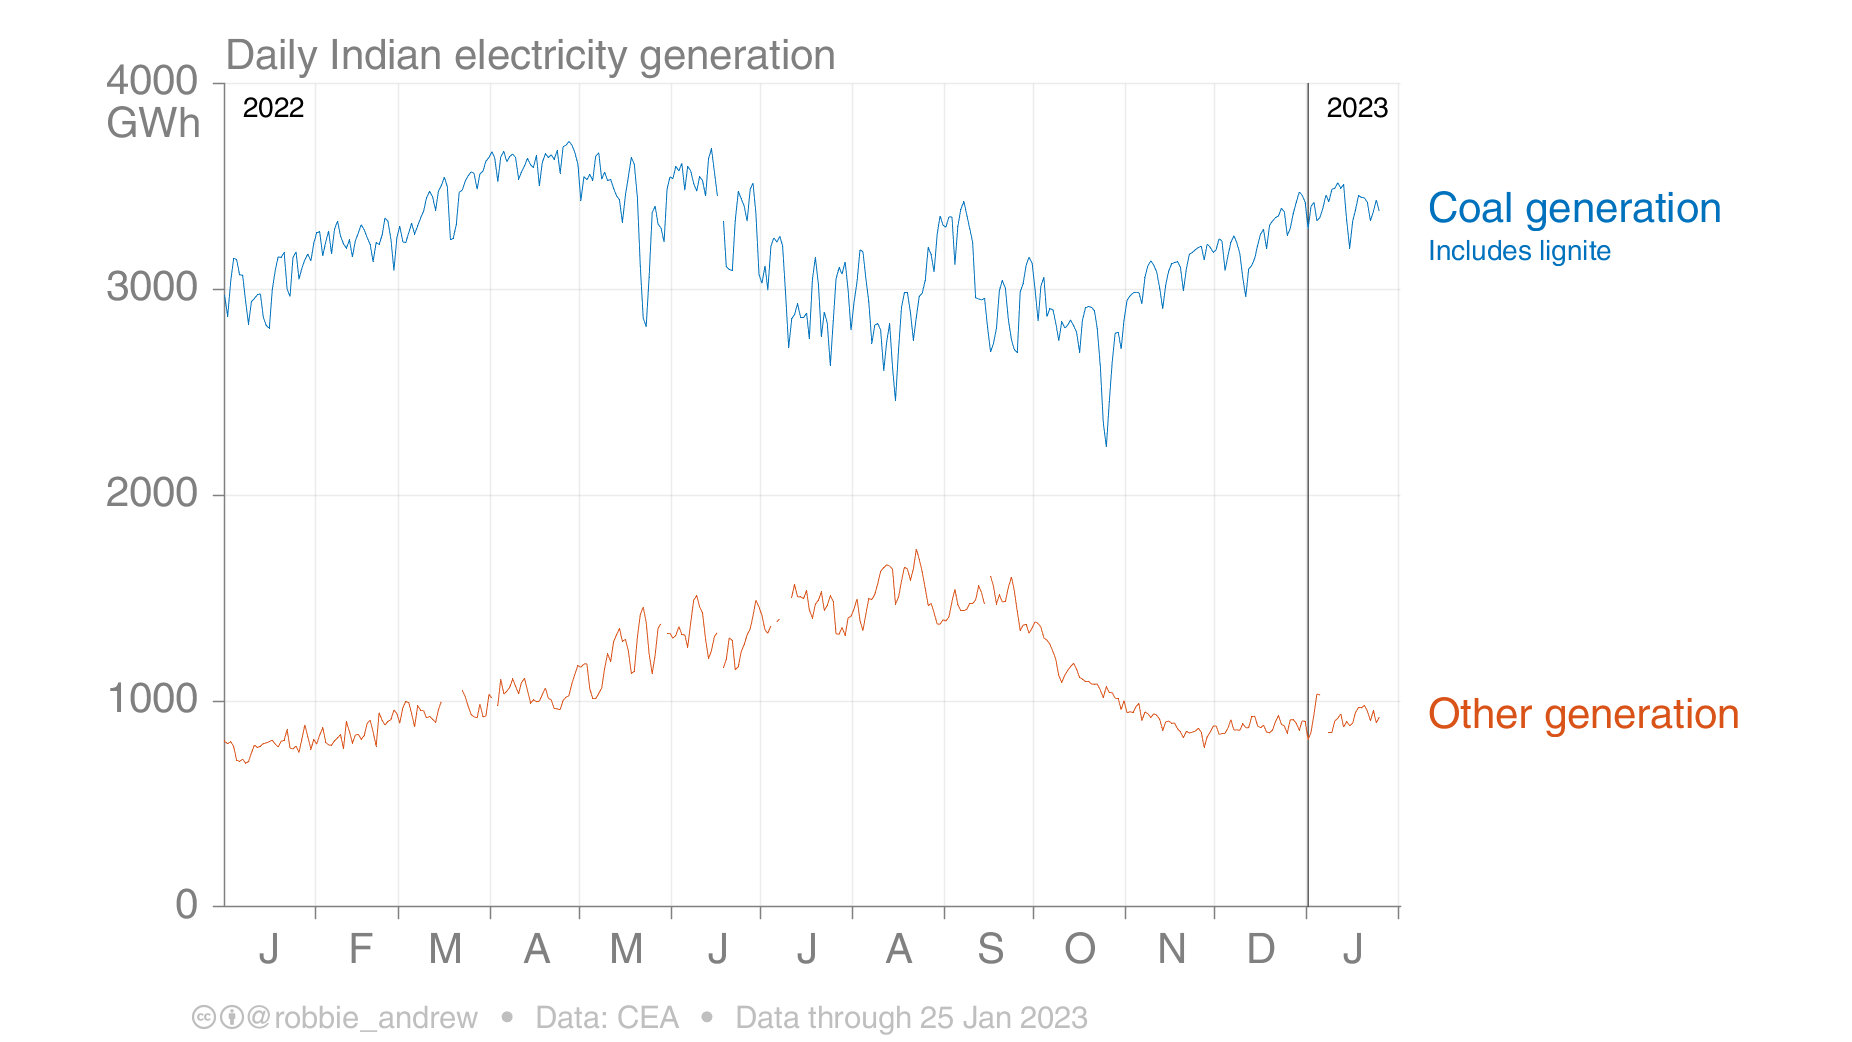 Daily Indian electricity generation
4000
GWh
2022
2023
3000
2000
1000
0
Coal generation
Includes lignite
Other generation
J F M A M J J A S O N D J
@robbie_andrew • Data: CEA • Data through 25 Jan 2023